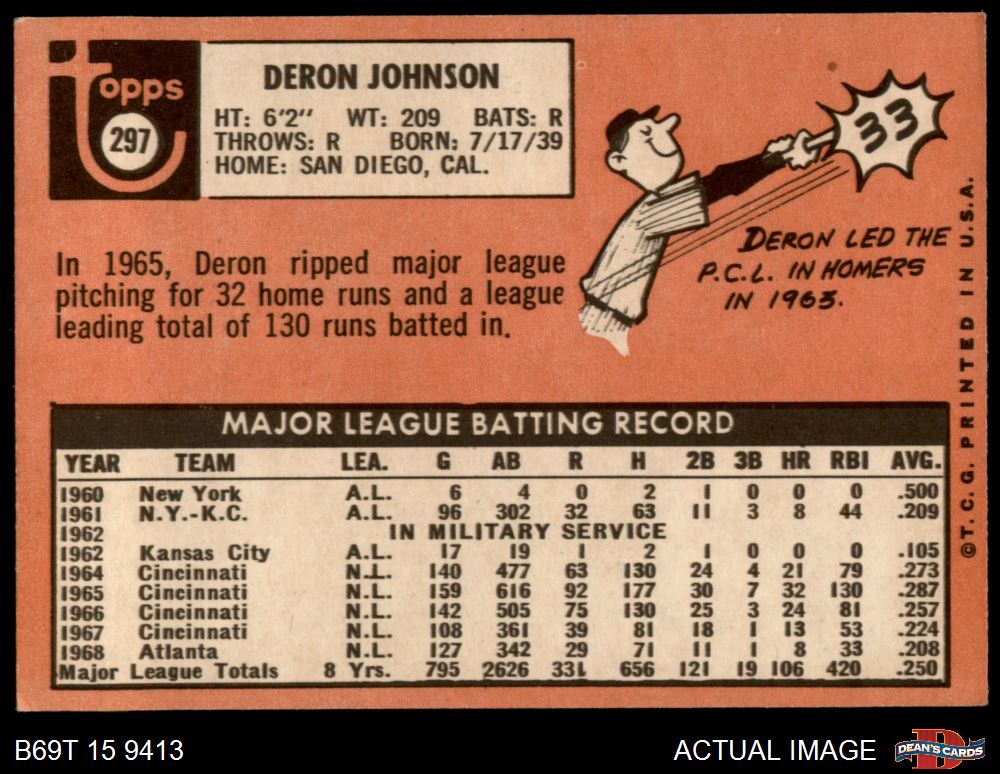 topps
297
DERON JOHNSON
HT: 6'2" WT: 209 BATS: R
THROWS: R BORN: 7/17/39
HOME: SAN DIEGO, CAL.
33
DERON LED THE
P.C.L. IN HOMERS
IN 1963.
In 1965, Deron ripped major league
pitching for 32 home runs and a league
leading total of 130 runs batted in.
MAJOR LEAGUE BATTING RECORD
YEAR TEAM LEA. G AB R H 2B 3B HR RBI AVG.
1960 New York A.L. 6 4 0 2 1 0 0 0 .500
1961 N.Y.-K.C. A.L. 96 302 32 63 11 3 8 44 .209
1962 IN MILITARY SERVICE
1962 Kansas City A.L. 17 19 1 2 1 0 0 0 .105
1964 Cincinnati N.L. 140 477 63 130 24 4 21 79 .273
1965 Cincinnati N.L. 159 616 92 177 30 7 32 130 .287
1966 Cincinnati N.L. 142 505 75 130 25 3 24 81 .257
1967 Cincinnati N.L. 108 361 39 81 18 1 13 53 .224
1968 Atlanta N.L. 127 342 29 71 11 1 8 33 .208
Major League Totals 8 Yrs. 795 2626 331 656 121 19 106 420 .250
©T.C.G. PRINTED IN U.S.A.
B69T 15 9413
ACTUAL IMAGE
D
DEAN'S CARDS